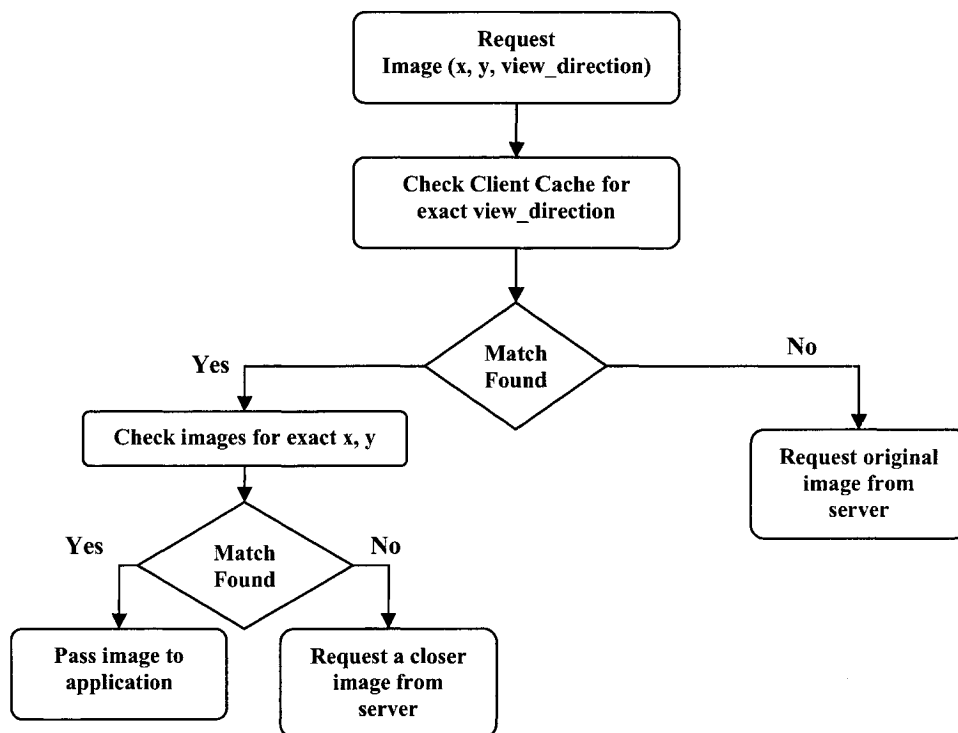 Request
Image (x, y, view_direction)
Check Client Cache for
exact view_direction
Match
Found
Yes
No
Check images for exact x, y
Request original
image from
server
Match
Found
Yes
No
Pass image to
application
Request a closer
image from
server